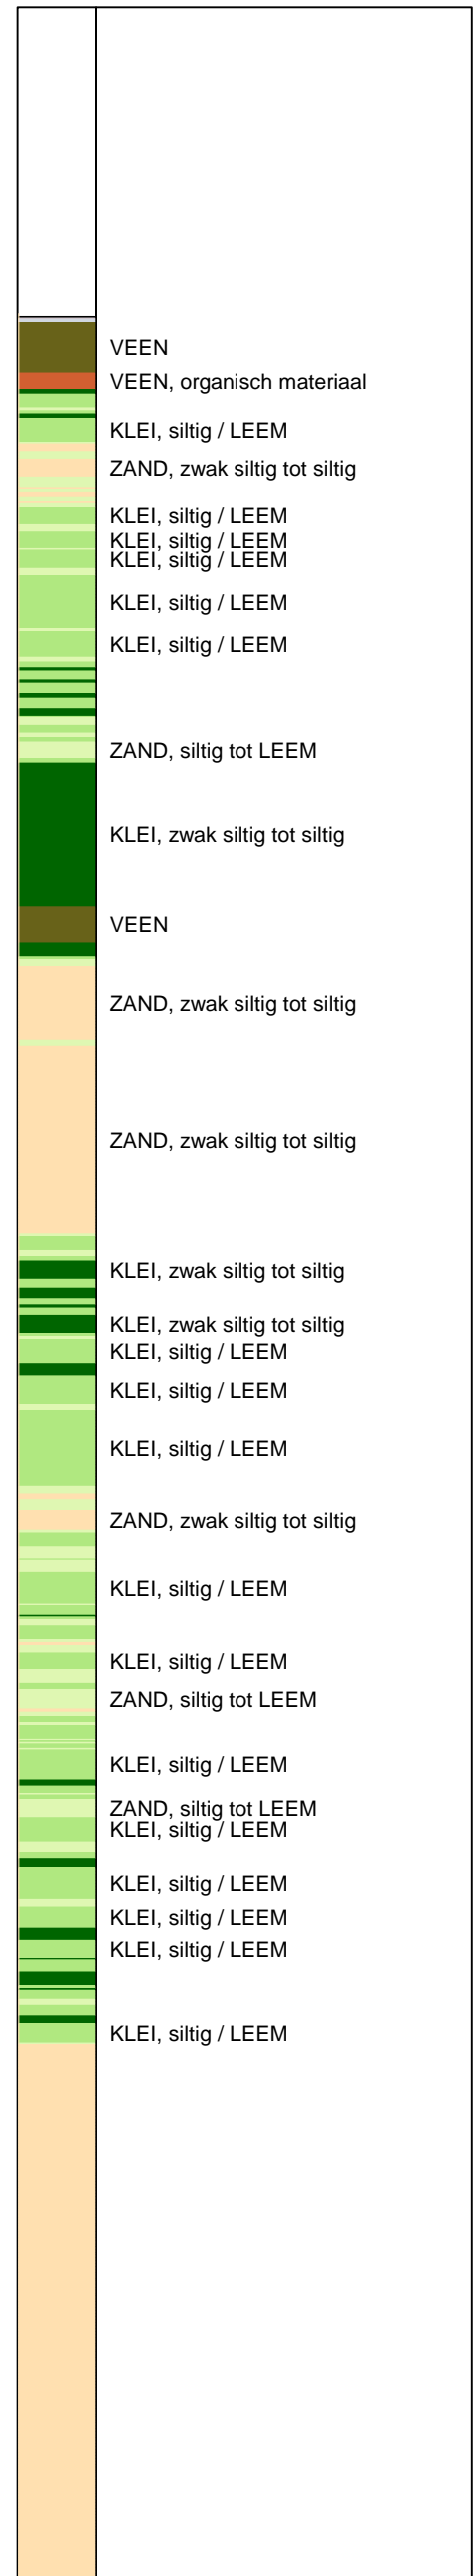 VEEN
VEEN, organisch materiaal
KLEI, siltig / LEEM
ZAND, zwak siltig tot siltig
KLEI, siltig / LEEM
KLEI, siltig / LEEM
KLEI, siltig / LEEM
KLEI, siltig / LEEM
KLEI, siltig / LEEM
ZAND, siltig tot LEEM
KLEI, zwak siltig tot siltig
VEEN
ZAND, zwak siltig tot siltig
ZAND, zwak siltig tot siltig
KLEI, zwak siltig tot siltig
KLEI, zwak siltig tot siltig
KLEI, siltig / LEEM
KLEI, siltig / LEEM
KLEI, siltig / LEEM
ZAND, zwak siltig tot siltig
KLEI, siltig / LEEM
KLEI, siltig / LEEM
ZAND, siltig tot LEEM
KLEI, siltig / LEEM
ZAND, siltig tot LEEM
KLEI, siltig / LEEM
KLEI, siltig / LEEM
KLEI, siltig / LEEM
KLEI, siltig / LEEM
KLEI, siltig / LEEM